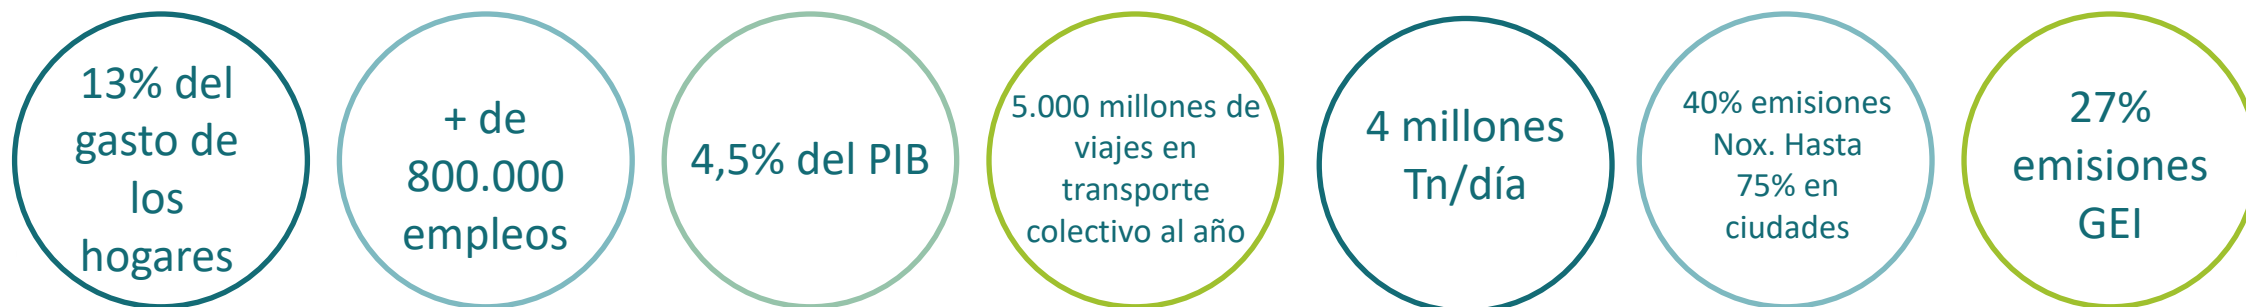 13% del
gasto de
los
hogares
+ de
800.000
empleos
4,5% del PIB
5.000 millones de
viajes en
transporte
colectivo al año
4 millones
Tn/día
40% emisiones
Nox. Hasta
75% en
ciudades
27%
emisiones
GEI